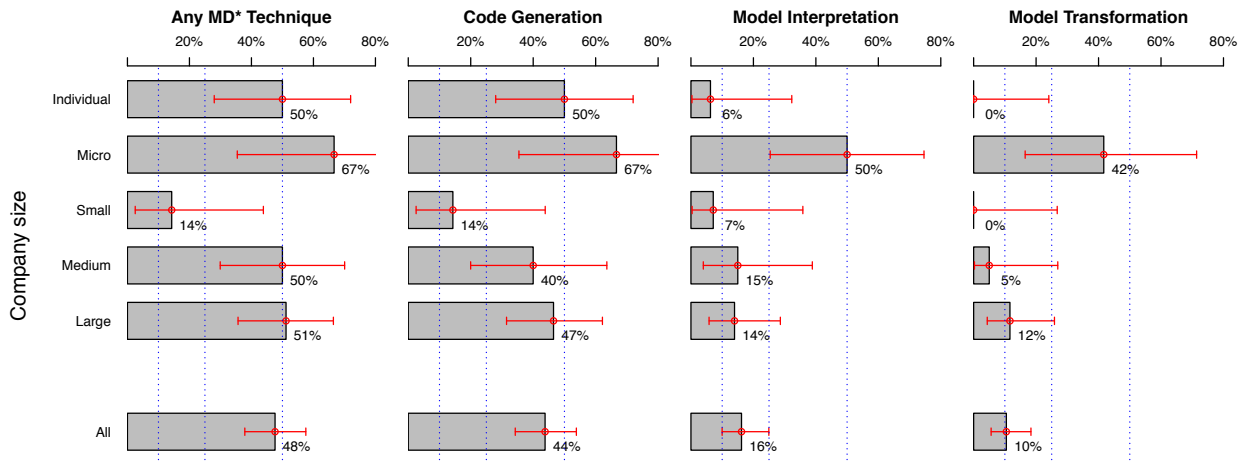 Any MD* Technique Code Generation Model Interpretation Model Transformation
20% 40% 60% 80% 20% 40% 60% 80% 20% 40% 60% 80% 20% 40% 60% 80%
Company size
Individual 50% 50% 6% 0%
Micro 67% 67% 50% 42%
Small 14% 14% 7% 0%
Medium 50% 40% 15% 5%
Large 51% 47% 14% 12%
All 48% 44% 16% 10%